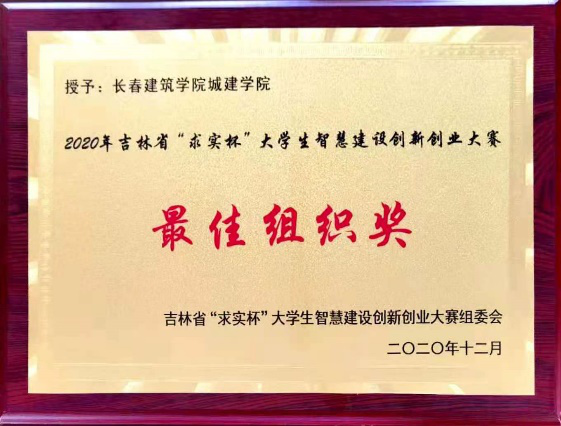 授予：长春建筑学院城建学院
2020年吉林省“求实杯”大学生智慧建设创新创业大赛
最佳组织奖
吉林省“求实杯”大学生智慧建设创新创业大赛组委会
二〇二〇年十二月